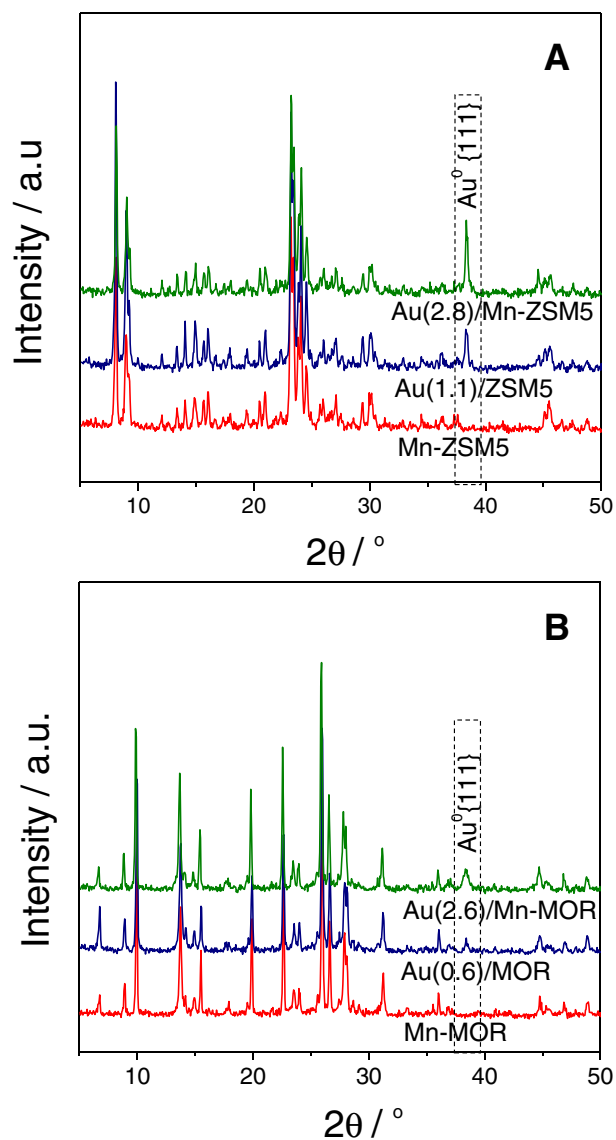 A
Intensity / a.u
Au⁰ {111}
Au(2.8)/Mn-ZSM5
Au(1.1)/ZSM5
Mn-ZSM5
10 20 30 40 50
2θ / °
B
Intensity / a.u.
Au⁰{111}
Au(2.6)/Mn-MOR
Au(0.6)/MOR
Mn-MOR
10 20 30 40 50
2θ / °